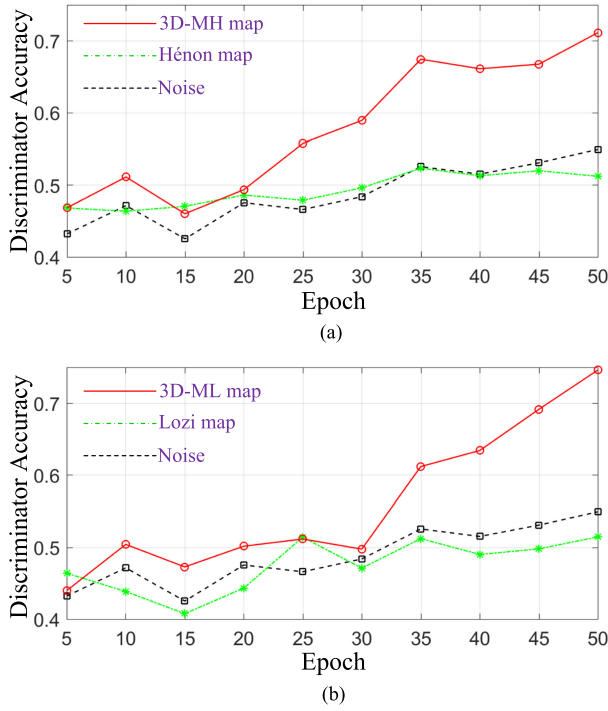 0.7
0.6
0.5
0.4
Discriminator Accuracy
3D-MH map
Hénon map
Noise
5 10 15 20 25 30 35 40 45 50
Epoch
(a)
0.7
0.6
0.5
0.4
Discriminator Accuracy
3D-ML map
Lozi map
Noise
5 10 15 20 25 30 35 40 45 50
Epoch
(b)